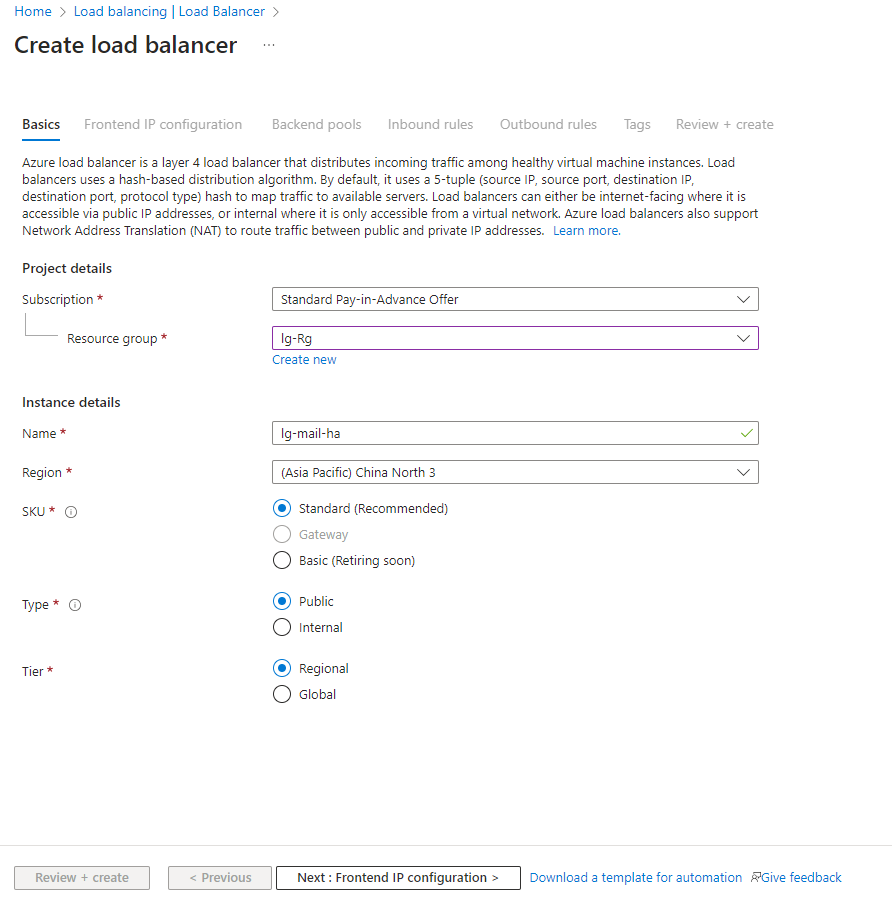 Home > Load balancing | Load Balancer >
Create load balancer ...
Basics Frontend IP configuration Backend pools Inbound rules Outbound rules Tags Review + create
Azure load balancer is a layer 4 load balancer that distributes incoming traffic among healthy virtual machine instances. Load
balancers uses a hash-based distribution algorithm. By default, it uses a 5-tuple (source IP, source port, destination IP,
destination port, protocol type) hash to map traffic to available servers. Load balancers can either be internet-facing where it is
accessible via public IP addresses, or internal where it is only accessible from a virtual network. Azure load balancers also support
Network Address Translation (NAT) to route traffic between public and private IP addresses. Learn more.
Project details
Subscription * Standard Pay-in-Advance Offer
Resource group * lg-Rg
Create new
Instance details
Name * lg-mail-ha
Region * (Asia Pacific) China North 3
SKU * Standard (Recommended)
Gateway
Basic (Retiring soon)
Type * Public
Internal
Tier * Regional
Global
Review + create < Previous Next : Frontend IP configuration > Download a template for automation Give feedback